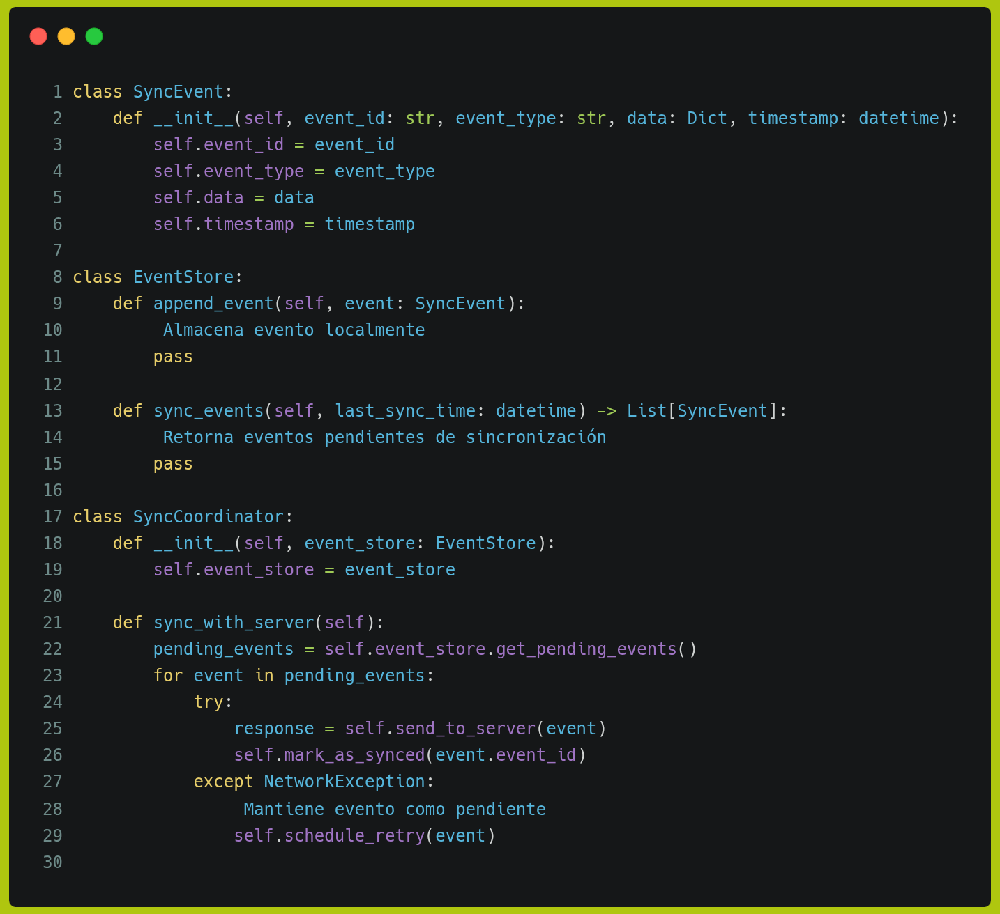 1 class SyncEvent:
2     def __init__(self, event_id: str, event_type: str, data: Dict, timestamp: datetime):
3         self.event_id = event_id
4         self.event_type = event_type
5         self.data = data
6         self.timestamp = timestamp
7
8 class EventStore:
9     def append_event(self, event: SyncEvent):
10          Almacena evento localmente
11         pass
12
13     def sync_events(self, last_sync_time: datetime) -> List[SyncEvent]:
14          Retorna eventos pendientes de sincronización
15         pass
16
17 class SyncCoordinator:
18     def __init__(self, event_store: EventStore):
19         self.event_store = event_store
20
21     def sync_with_server(self):
22         pending_events = self.event_store.get_pending_events()
23         for event in pending_events:
24             try:
25                 response = self.send_to_server(event)
26                 self.mark_as_synced(event.event_id)
27             except NetworkException:
28                  Mantiene evento como pendiente
29                 self.schedule_retry(event)
30